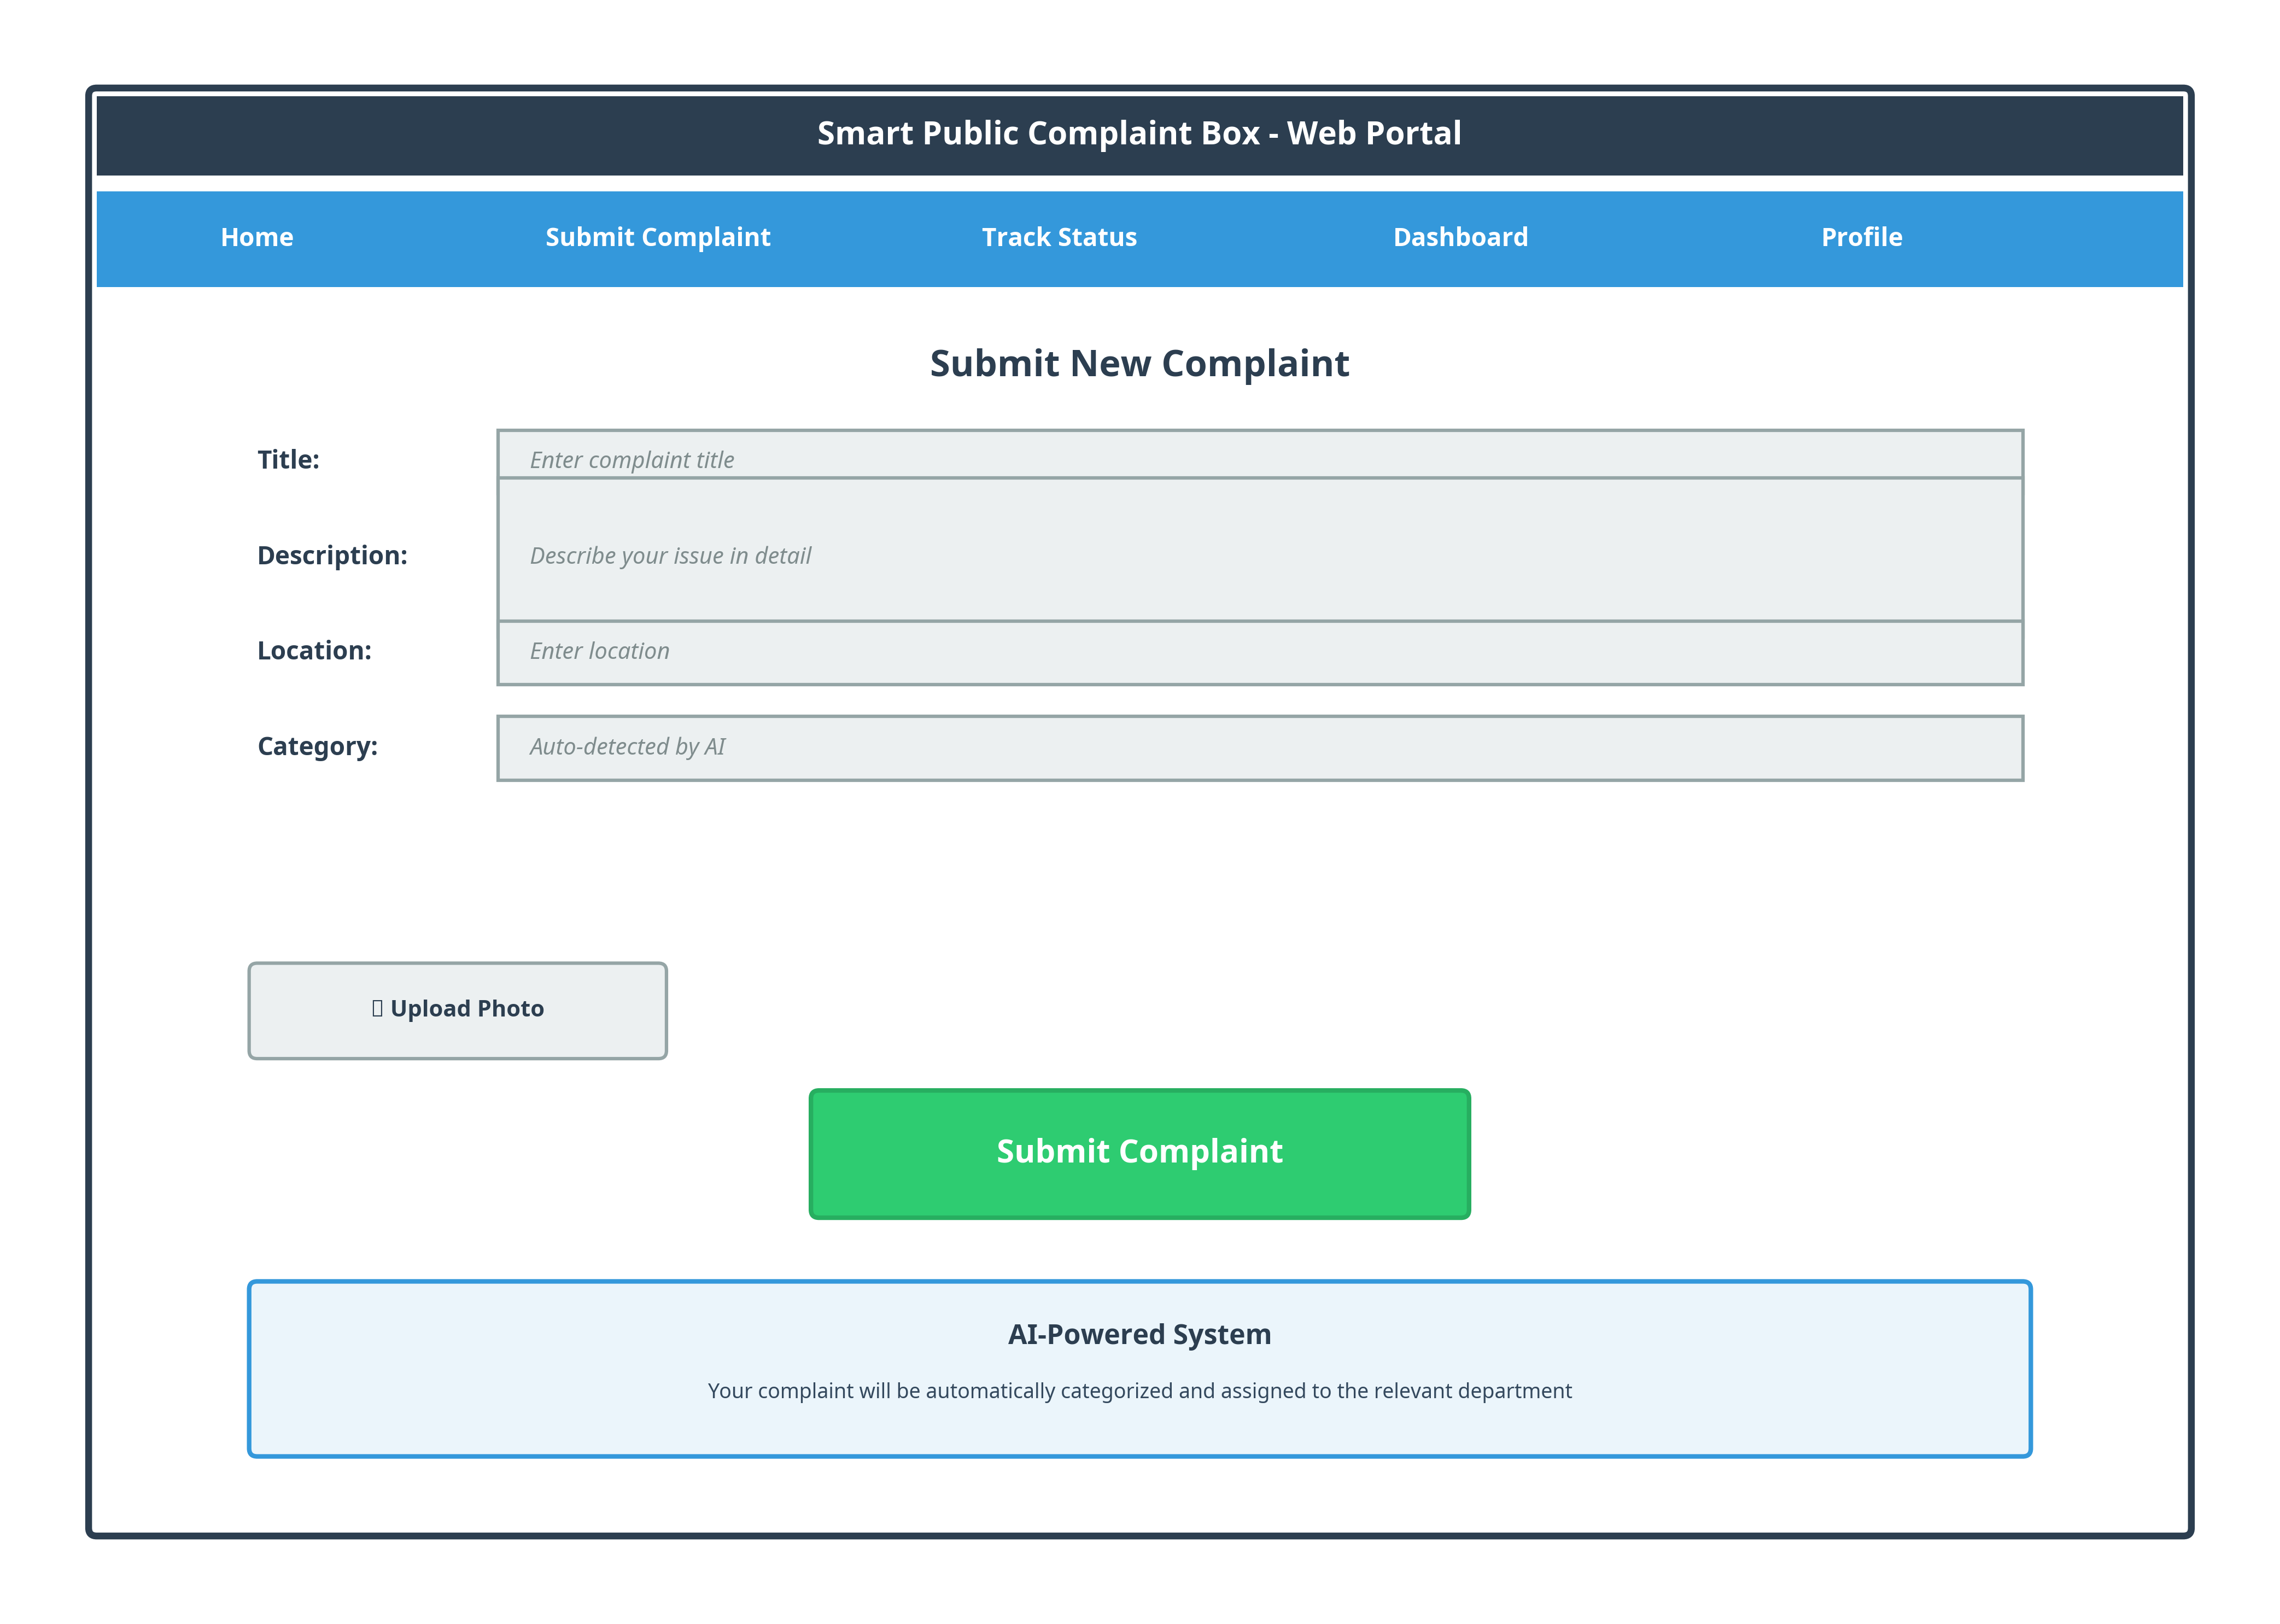 Smart Public Complaint Box - Web Portal
Home Submit Complaint Track Status Dashboard Profile
Submit New Complaint
Title: Enter complaint title
Description: Describe your issue in detail
Location: Enter location
Category: Auto-detected by AI
Upload Photo
Submit Complaint
AI-Powered System
Your complaint will be automatically categorized and assigned to the relevant department